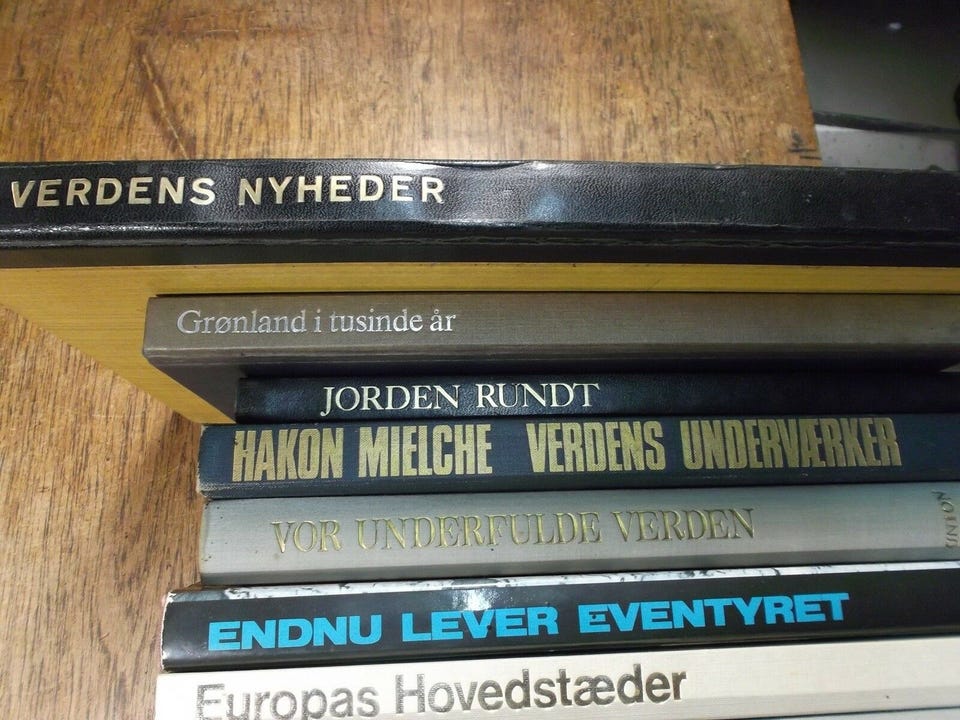 VERDENS NYHEDER
Grønland i tusinde år
JORDEN RUNDT
HAKON MIELCHE VERDENS UNDERVÆRKER
VOR UNDERFULDE VERDEN
UNION
ENDNU LEVER EVENTYRET
Europas Hovedstæder